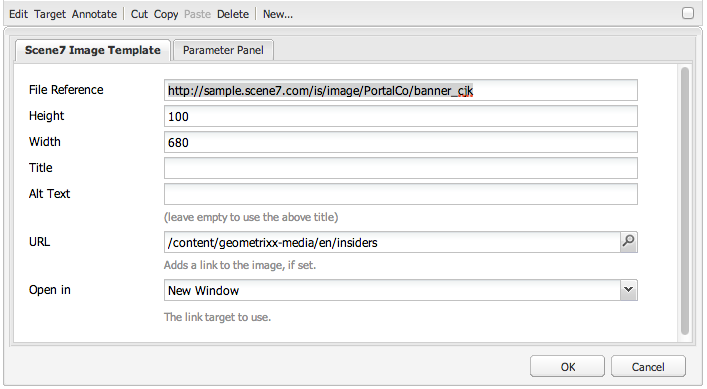 Edit Target Annotate Cut Copy Paste Delete New...
Scene7 Image Template Parameter Panel
File Reference http://sample.scene7.com/is/image/PortalCo/banner_cjk
Height 100
Width 680
Title
Alt Text
(leave empty to use the above title)
URL /content/geometrixx-media/en/insiders
Adds a link to the image, if set.
Open in New Window
The link target to use.
OK Cancel